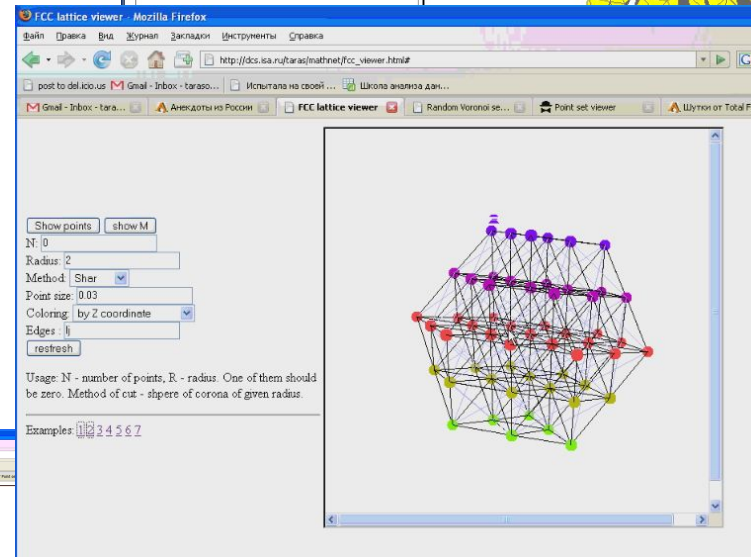 FCC lattice viewer - Mozilla Firefox
Файл Правка Вид Журнал Закладки Инструменты Справка
http://dcs.isa.ru/taras/mathnet/fcc_viewer.html#
post to del.icio.us Gmail - Inbox - taraso... Испытала на своей ... Школа анализа дан...
Gmail - Inbox - tara... Анекдоты из России FCC lattice viewer Random Voronoi se... Point set viewer Шутки от Total F
Show points show M
N: 0
Radius: 2
Method: Shar
Point size: 0.03
Coloring: by Z coordinate
Edges : lj
restresh
Usage: N - number of points, R - radius. One of them should
be zero. Method of cut - shpere of corona of given radius.
Examples: 1 2 3 4 5 6 7